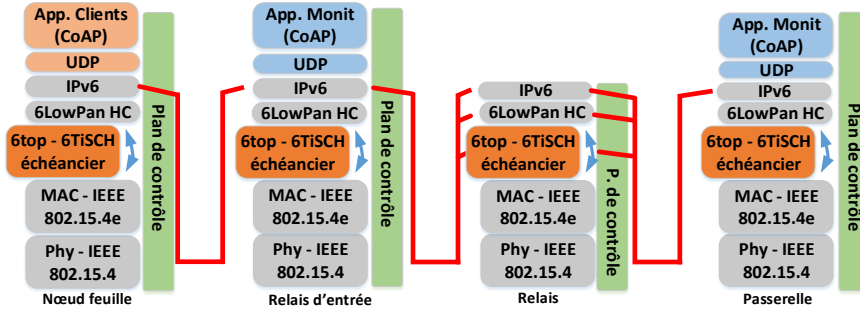 App. Clients
(CoAP)
UDP
IPv6
6LowPan HC
6top - 6TiSCH
échéancier
MAC - IEEE
802.15.4e
Phy - IEEE
802.15.4
Plan de contrôle
Nœud feuille
App. Monit
(CoAP)
UDP
IPv6
6LowPan HC
6top - 6TiSCH
échéancier
MAC - IEEE
802.15.4e
Phy - IEEE
802.15.4
Plan de contrôle
Relais d'entrée
IPv6
6LowPan HC
6top - 6TiSCH
échéancier
MAC - IEEE
802.15.4e
Phy - IEEE
802.15.4
P. de contrôle
Relais
App. Monit
(CoAP)
UDP
IPv6
6LowPan HC
6top - 6TiSCH
échéancier
MAC - IEEE
802.15.4e
Phy - IEEE
802.15.4
Plan de contrôle
Passerelle